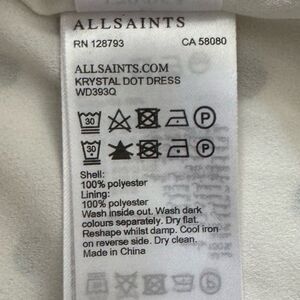 ALLSAINTS
RN 128793 CA 58080
ALLSAINTS.COM
KRYSTAL DOT DRESS
WD393Q
30 P
30 P
Shell:
100% polyester
Lining:
100% polyester
Wash inside out. Wash dark
colours separately. Dry flat.
Reshape whilst damp. Cool iron
on reverse side. Dry clean.
Made in China